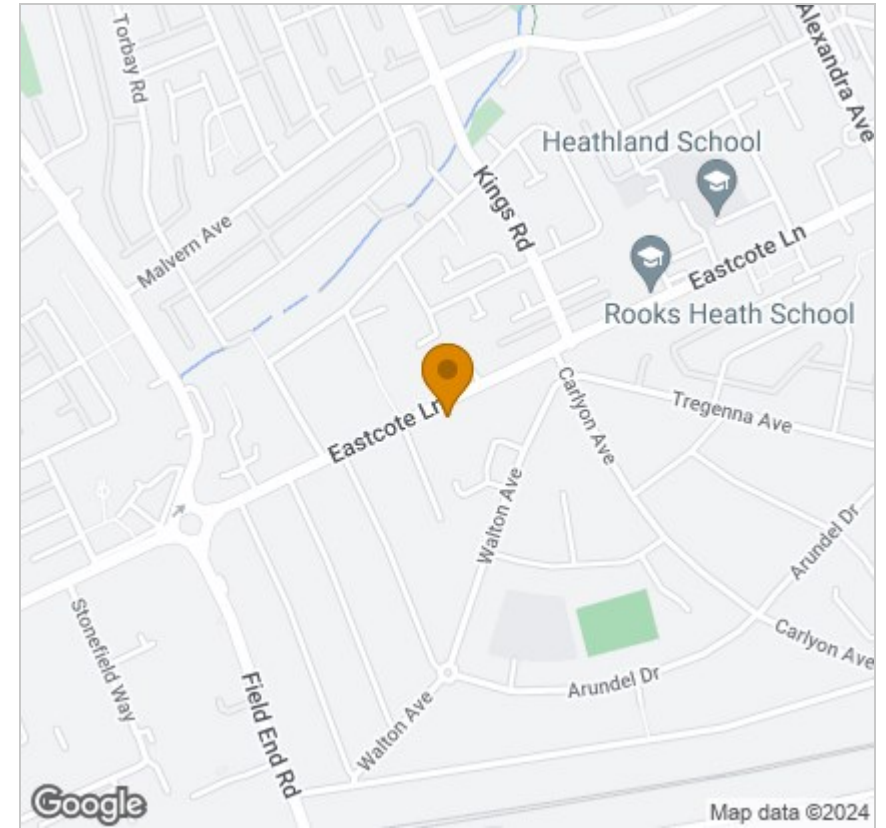 Torbay Rd
Alexandra Ave
Heathland School
Kings Rd
Malvern Ave
Eastcote Ln
Rooks Heath School
Carlyon Ave
Tregenna Ave
Eastcote Ln
Walton Ave
Arundel Dr
Stonefield Way
Carlyon Ave
Field End Rd
Arundel Dr
Walton Ave
Google
Map data ©2024